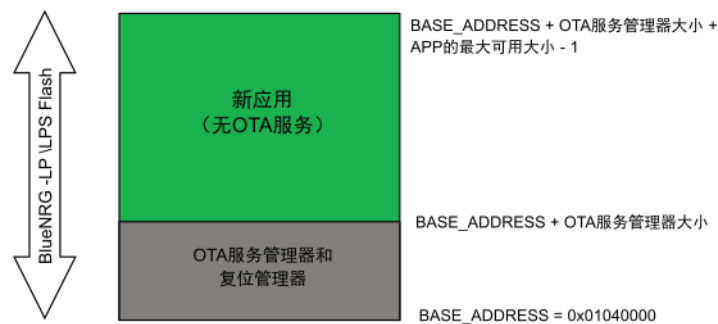 BASE_ADDRESS + OTA服务管理器大小 +
APP的最大可用大小 - 1
新应用
（无OTA服务）
BlueNRG -LP \LPS Flash
BASE_ADDRESS + OTA服务管理器大小
OTA服务管理器和
复位管理器
BASE_ADDRESS = 0x01040000